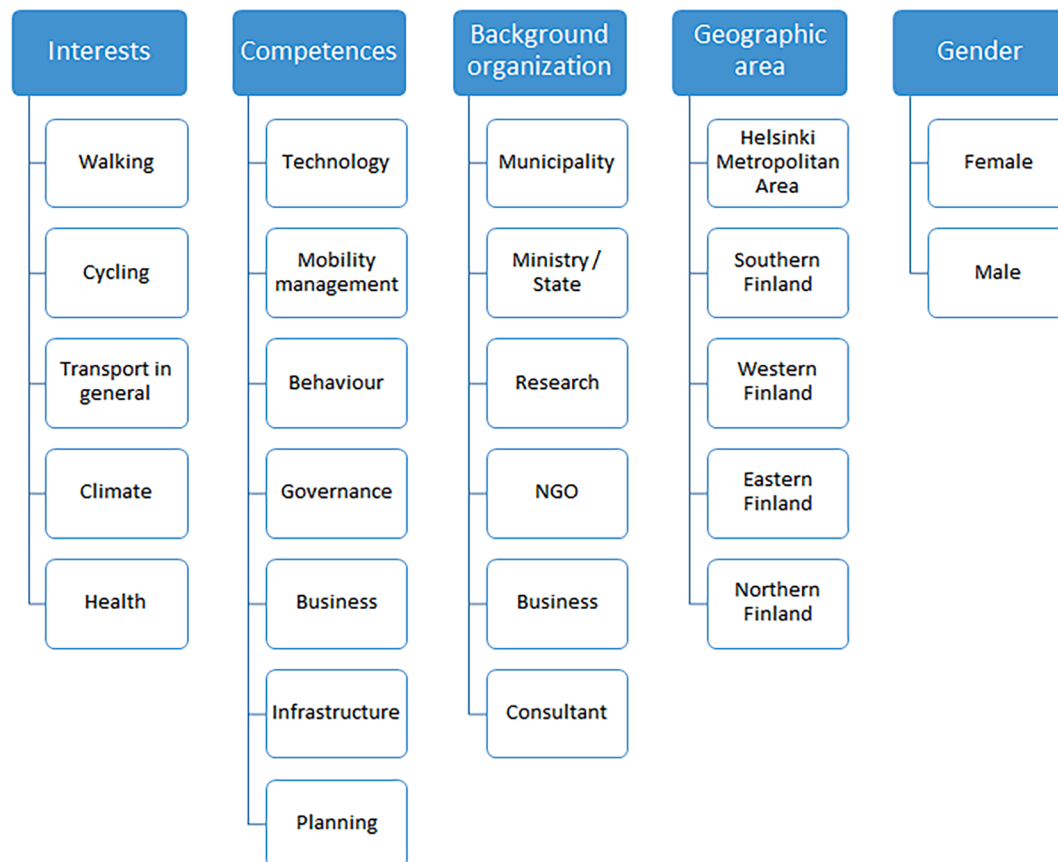 Interests
Walking
Cycling
Transport in
general
Climate
Health
Competences
Technology
Mobility
management
Behaviour
Governance
Business
Infrastructure
Planning
Background
organization
Municipality
Ministry /
State
Research
NGO
Business
Consultant
Geographic
area
Helsinki
Metropolitan
Area
Southern
Finland
Western
Finland
Eastern
Finland
Northern
Finland
Gender
Female
Male